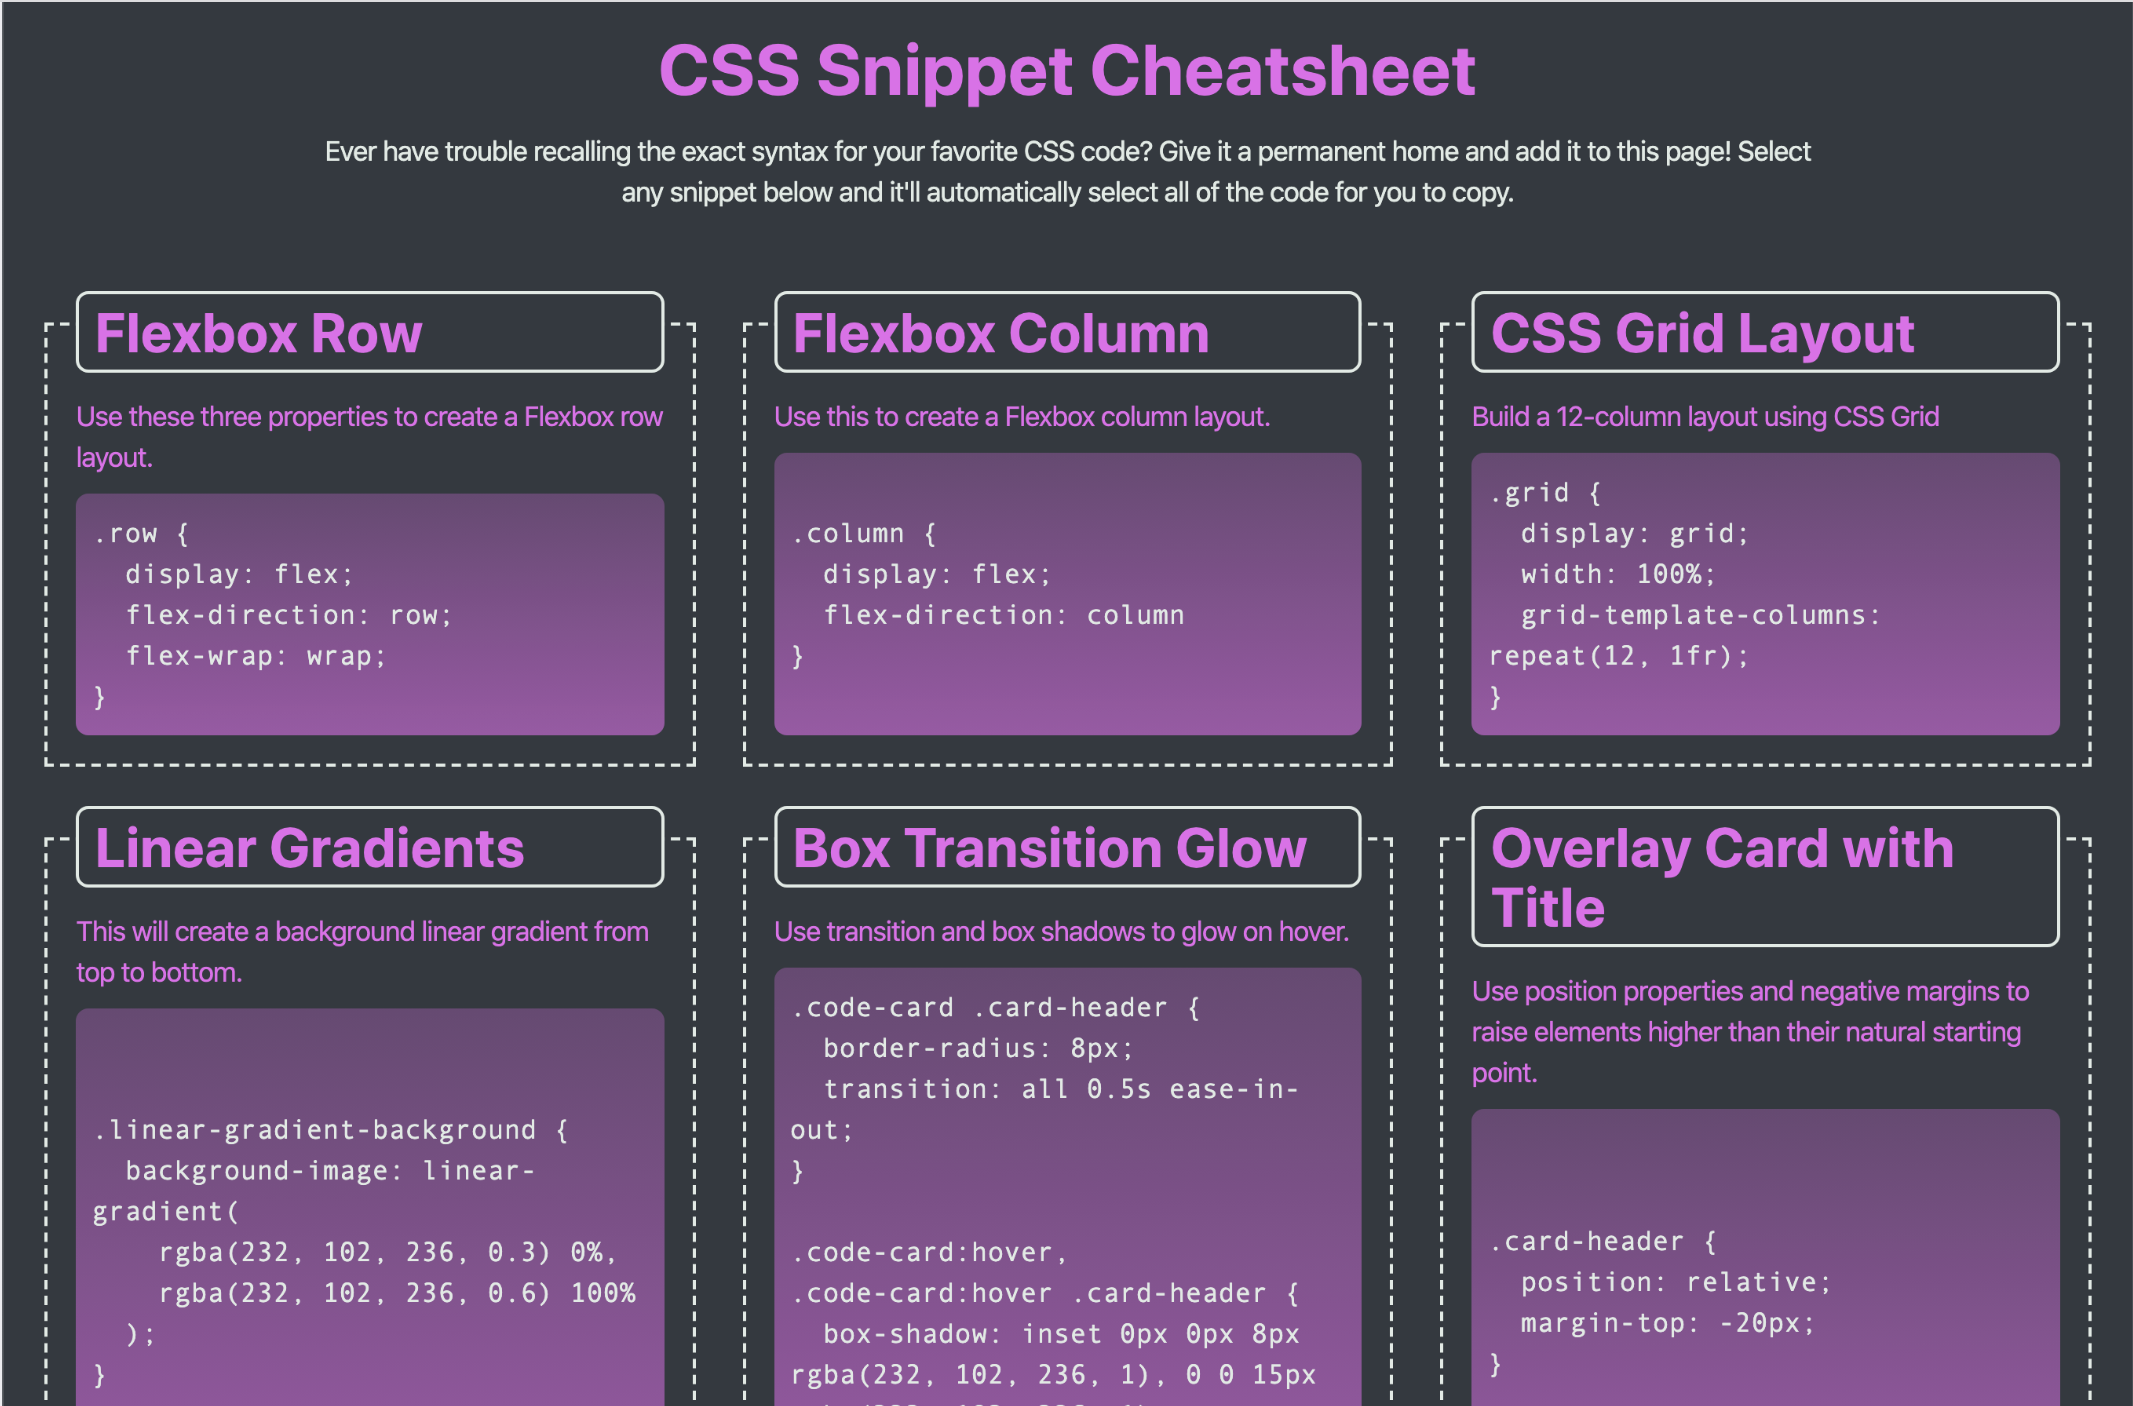 CSS Snippet Cheatsheet
Ever have trouble recalling the exact syntax for your favorite CSS code? Give it a permanent home and add it to this page! Select
any snippet below and it'll automatically select all of the code for you to copy.
Flexbox Row
Use these three properties to create a Flexbox row
layout.
.row {
  display: flex;
  flex-direction: row;
  flex-wrap: wrap;
}
Flexbox Column
Use this to create a Flexbox column layout.
.column {
  display: flex;
  flex-direction: column
}
CSS Grid Layout
Build a 12-column layout using CSS Grid
.grid {
  display: grid;
  width: 100%;
  grid-template-columns:
repeat(12, 1fr);
}
Linear Gradients
This will create a background linear gradient from
top to bottom.
.linear-gradient-background {
  background-image: linear-
gradient(
    rgba(232, 102, 236, 0.3) 0%,
    rgba(232, 102, 236, 0.6) 100%
  );
}
Box Transition Glow
Use transition and box shadows to glow on hover.
.code-card .card-header {
  border-radius: 8px;
  transition: all 0.5s ease-in-
out;
}
.code-card:hover,
.code-card:hover .card-header {
  box-shadow: inset 0px 0px 8px
rgba(232, 102, 236, 1), 0 0 15px
Overlay Card with
Title
Use position properties and negative margins to
raise elements higher than their natural starting
point.
.card-header {
  position: relative;
  margin-top: -20px;
}